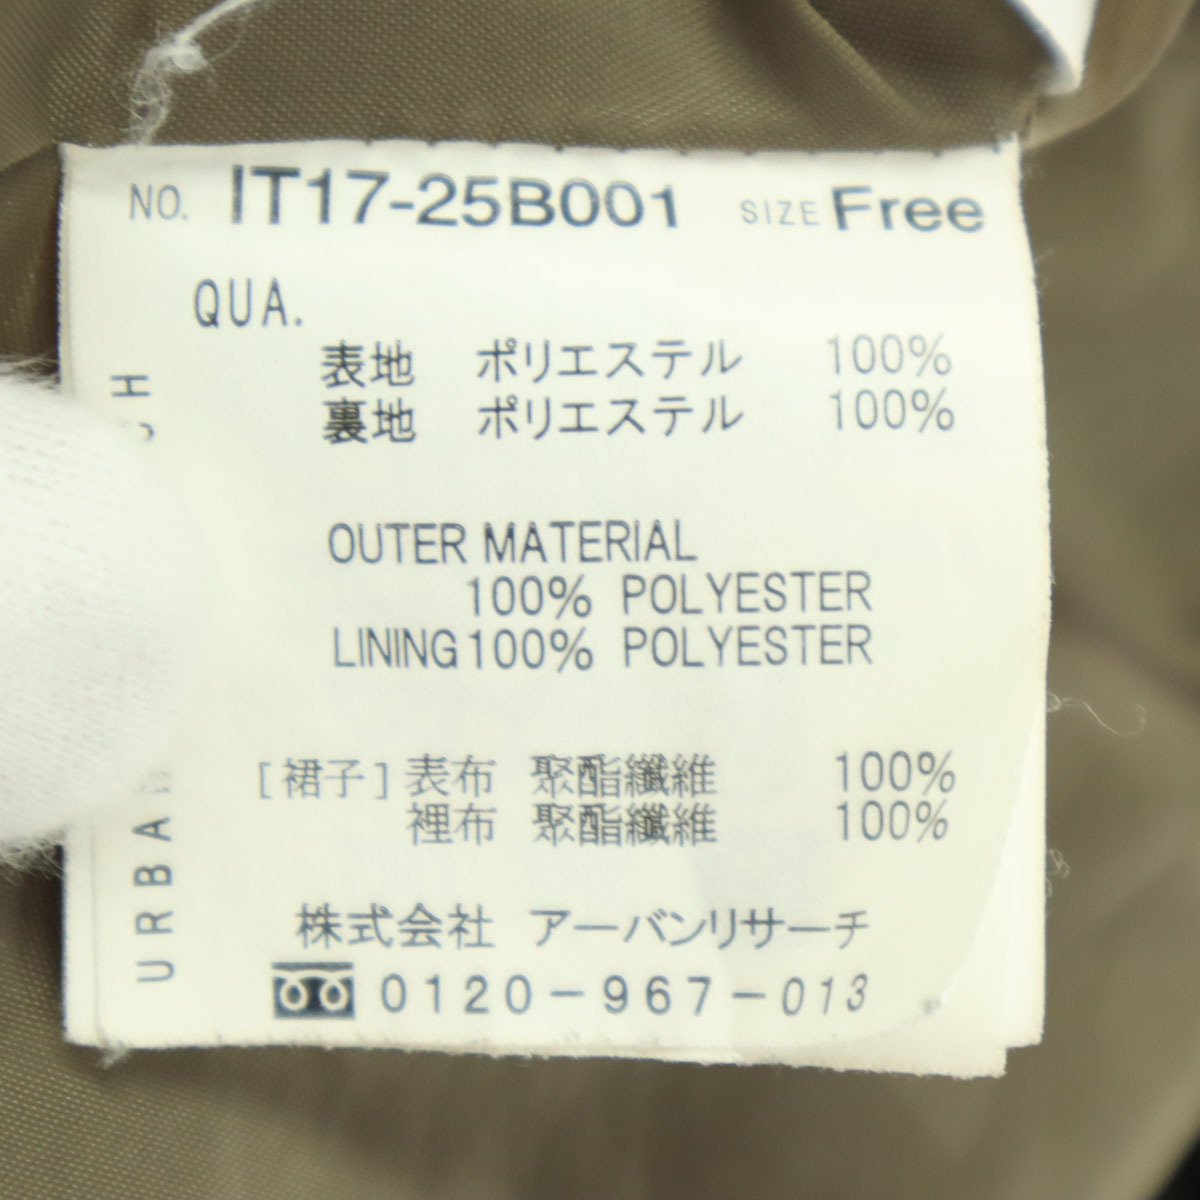 NO. IT17-25B001 SIZE Free
QUA.
表地 ポリエステル 100%
裏地 ポリエステル 100%
OUTER MATERIAL
100% POLYESTER
LINING 100% POLYESTER
[裙子] 表布 聚酯纖維 100%
裡布 聚酯纖維 100%
株式会社 アーバンリサーチ
0120-967-013